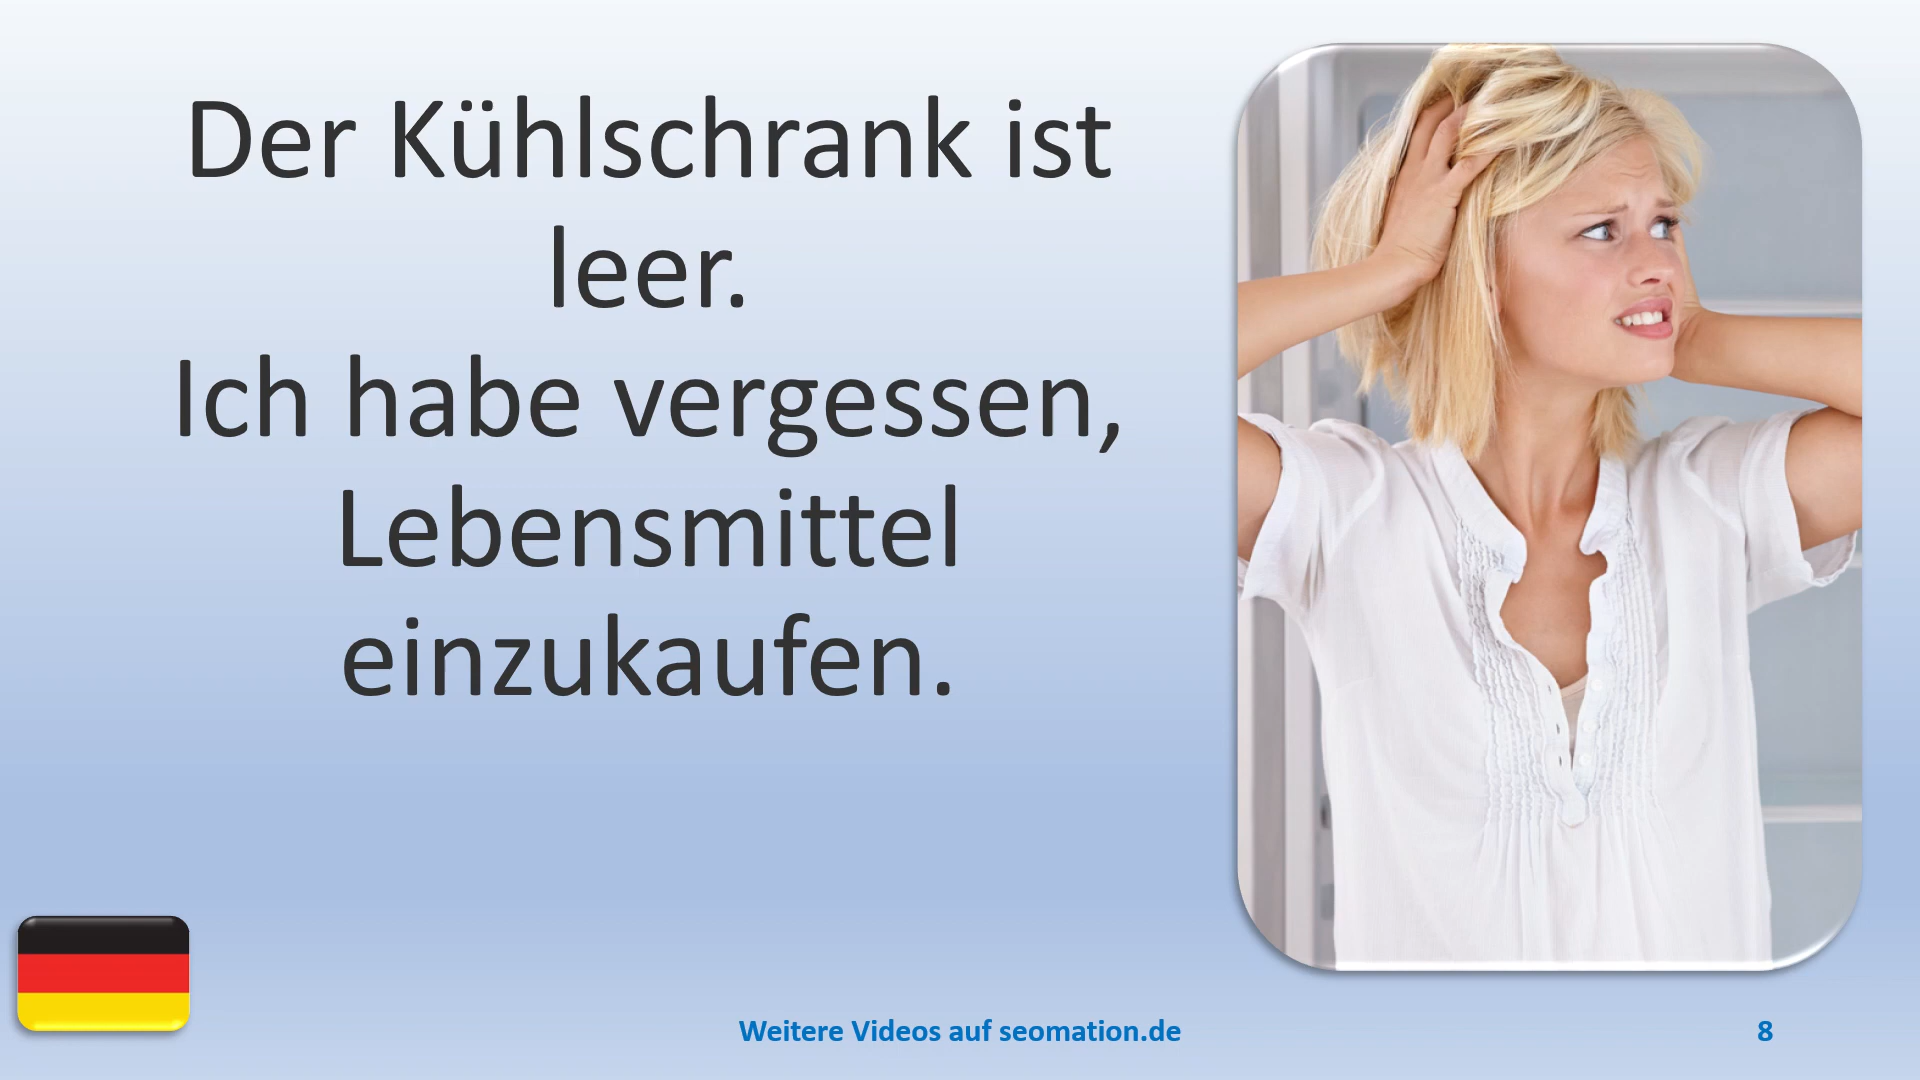 Der Kühlschrank ist
leer.
Ich habe vergessen,
Lebensmittel
einzukaufen.
Weitere Videos auf seomation.de
8